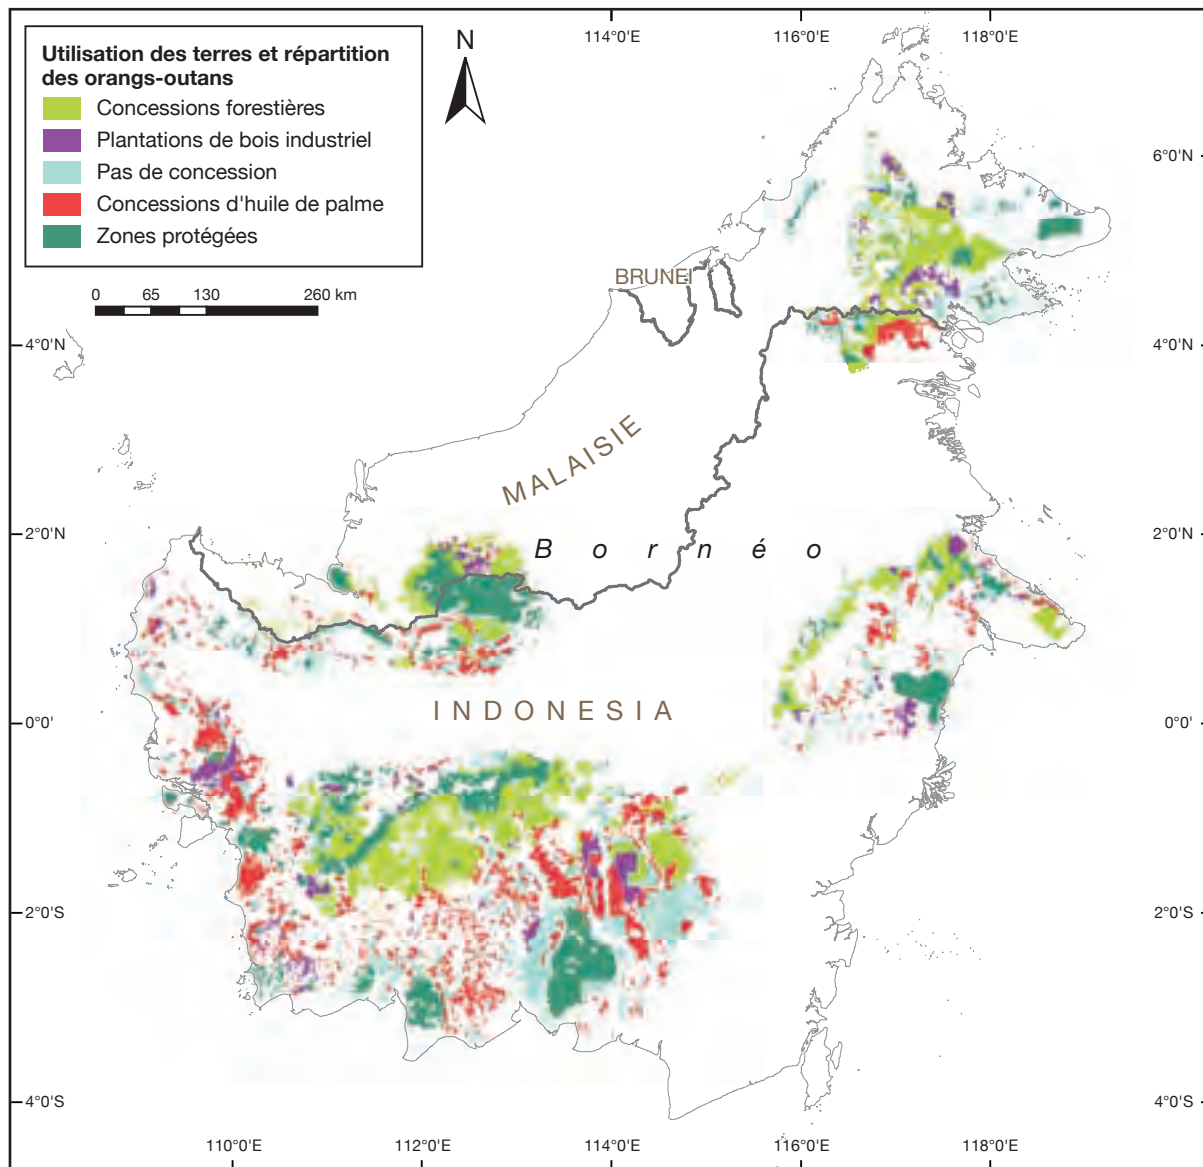 114°0'E 116°0'E 118°0'E
Utilisation des terres et répartition
des orangs-outans
Concessions forestières
Plantations de bois industriel
Pas de concession
Concessions d'huile de palme
Zones protégées
N
0 65 130 260 km
6°0'N
BRUNEI
4°0'N 4°0'N
MALAISIE
2°0'N 2°0'N
Bornéo
INDONESIA
0°0' 0°0'
2°0'S 2°0'S
4°0'S 4°0'S
110°0'E 112°0'E 114°0'E 116°0'E 118°0'E